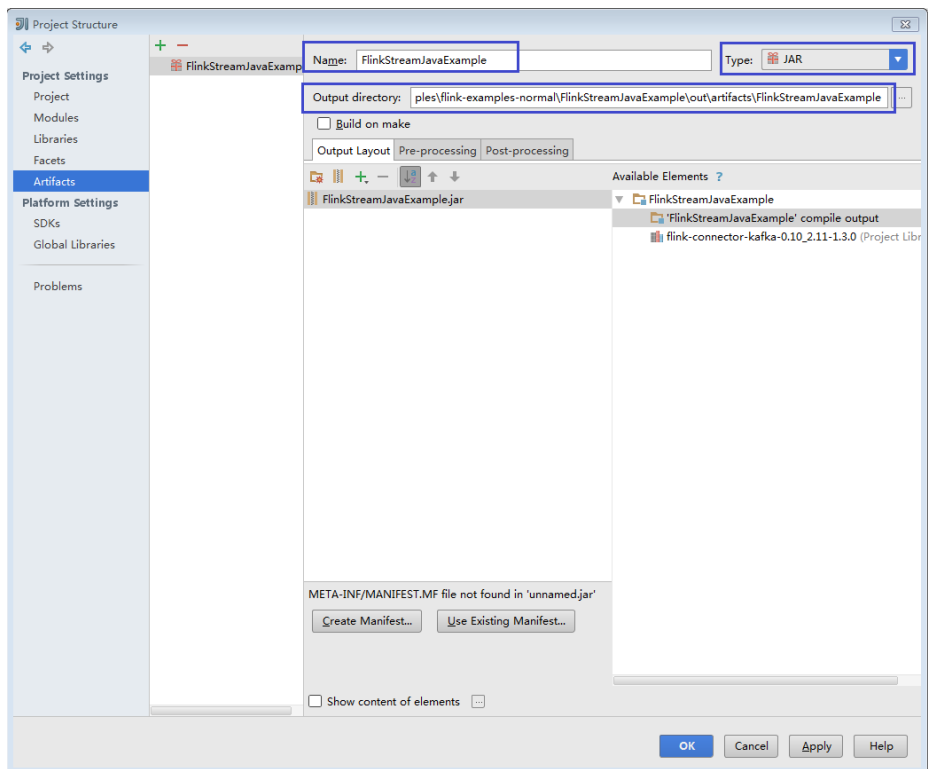 Project Structure
Project Settings
Project
Modules
Libraries
Facets
Artifacts
Platform Settings
SDKs
Global Libraries
Problems
FlinkStreamJavaExamp
Name: FlinkStreamJavaExample
Type: JAR
Output directory: ples\flink-examples-normal\FlinkStreamJavaExample\out\artifacts\FlinkStreamJavaExample ...
Build on make
Output Layout Pre-processing Post-processing
FlinkStreamJavaExample.jar
META-INF/MANIFEST.MF file not found in 'unnamed.jar'
Create Manifest... Use Existing Manifest...
Show content of elements ...
Available Elements ?
FlinkStreamJavaExample
'FlinkStreamJavaExample' compile output
flink-connector-kafka-0.10_2.11-1.3.0 (Project Libr
OK Cancel Apply Help